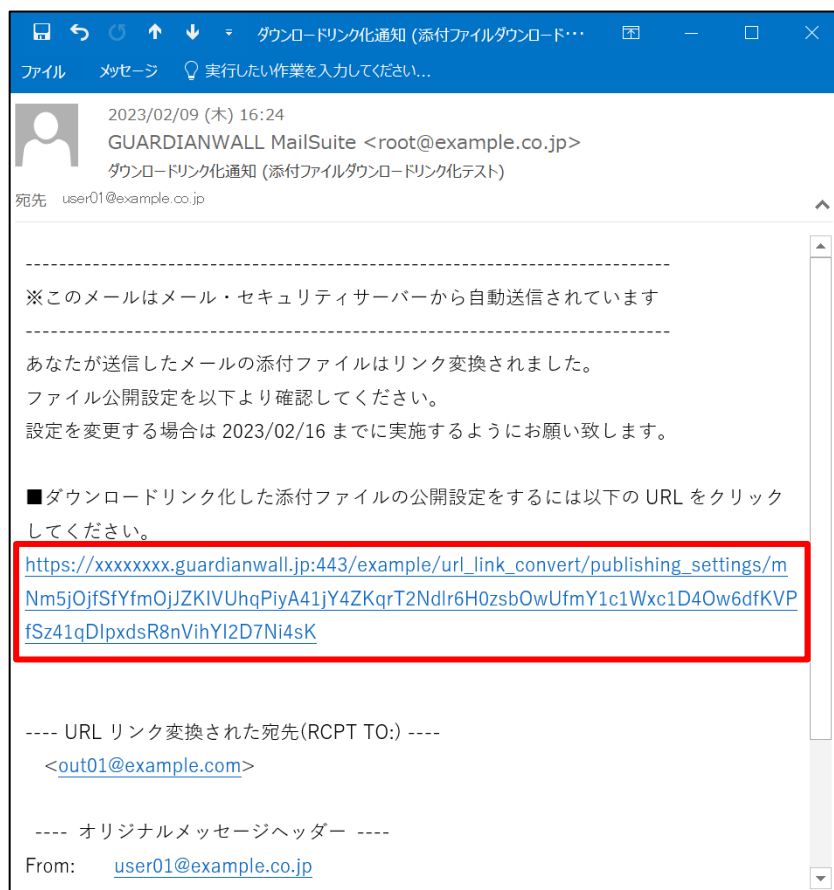 ダウンロードリンク化通知 (添付ファイルダウンロード･･･
ファイル メッセージ 実行したい作業を入力してください...
2023/02/09 (木) 16:24
GUARDIANWALL MailSuite <root@example.co.jp>
ダウンロードリンク化通知 (添付ファイルダウンロードリンク化テスト)
宛先 user01@example.co.jp
------------------------------------------------------------------------------
※このメールはメール・セキュリティサーバーから自動送信されています
------------------------------------------------------------------------------
あなたが送信したメールの添付ファイルはリンク変換されました。
ファイル公開設定を以下より確認してください。
設定を変更する場合は 2023/02/16 までに実施するようにお願い致します。
■ダウンロードリンク化した添付ファイルの公開設定をするには以下の URL をクリック
してください。
https://xxxxxxxx.guardianwall.jp:443/example/url_link_convert/publishing_settings/m
Nm5jOjfSfYfmOjJZKIVUhqPiyA41jY4ZKqrT2Ndlr6H0zsbOwUfmY1c1Wxc1D4Ow6dfKVP
fSz41qDIpxdsR8nVihYI2D7Ni4sK
---- URL リンク変換された宛先(RCPT TO:) ----
<out01@example.com>
---- オリジナルメッセージヘッダー ----
From: user01@example.co.jp